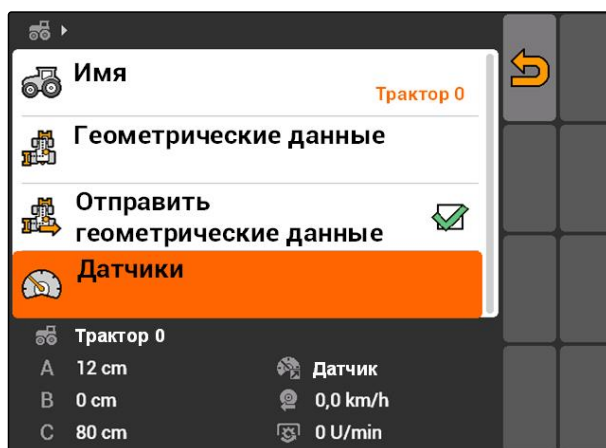 Имя
Трактор 0
Геометрические данные
Отправить
геометрические данные
Датчики
Трактор 0
A 12 cm
Датчик
B 0 cm
0,0 km/h
C 80 cm
0 U/min